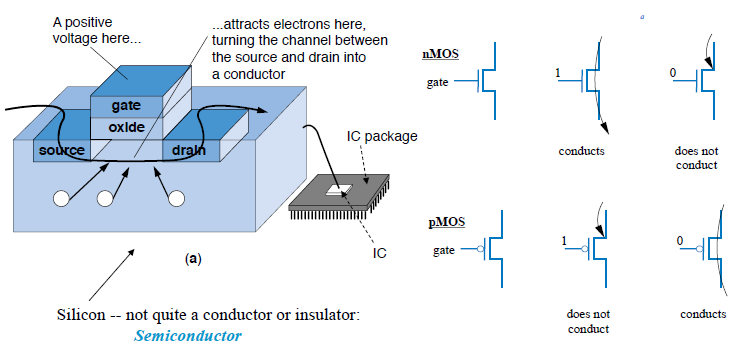 A positive
voltage here...
...attracts electrons here,
turning the channel between
the source and drain into
a conductor
gate
oxide
source
drain
IC package
IC
(a)
Silicon -- not quite a conductor or insulator:
Semiconductor
a
nMOS
gate
1
conducts
0
does not
conduct
pMOS
gate
1
does not
conduct
0
conducts